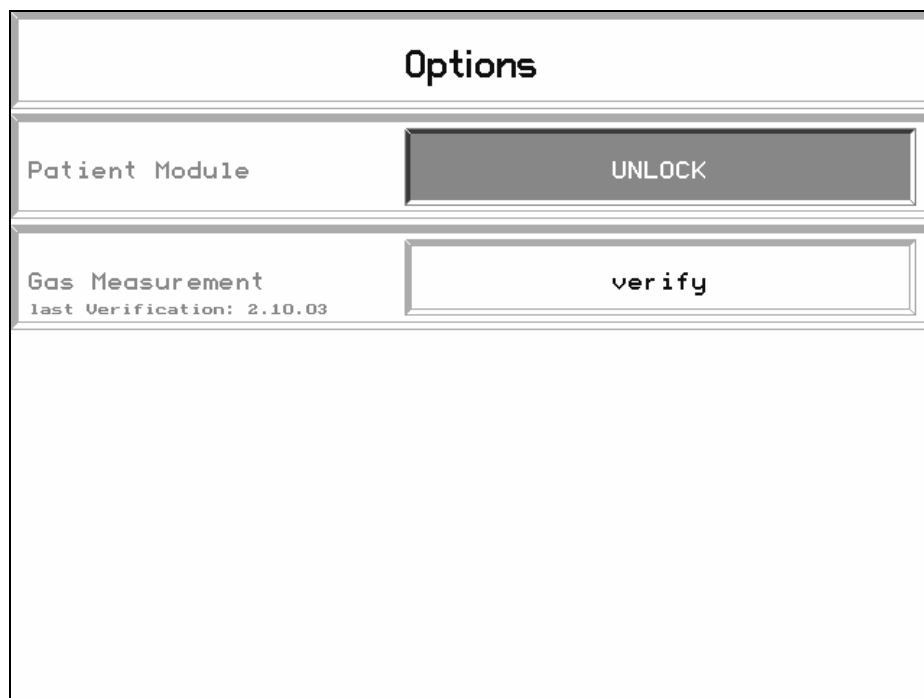 Options
Patient Module
UNLOCK
Gas Measurement
last Verification: 2.10.03
verify